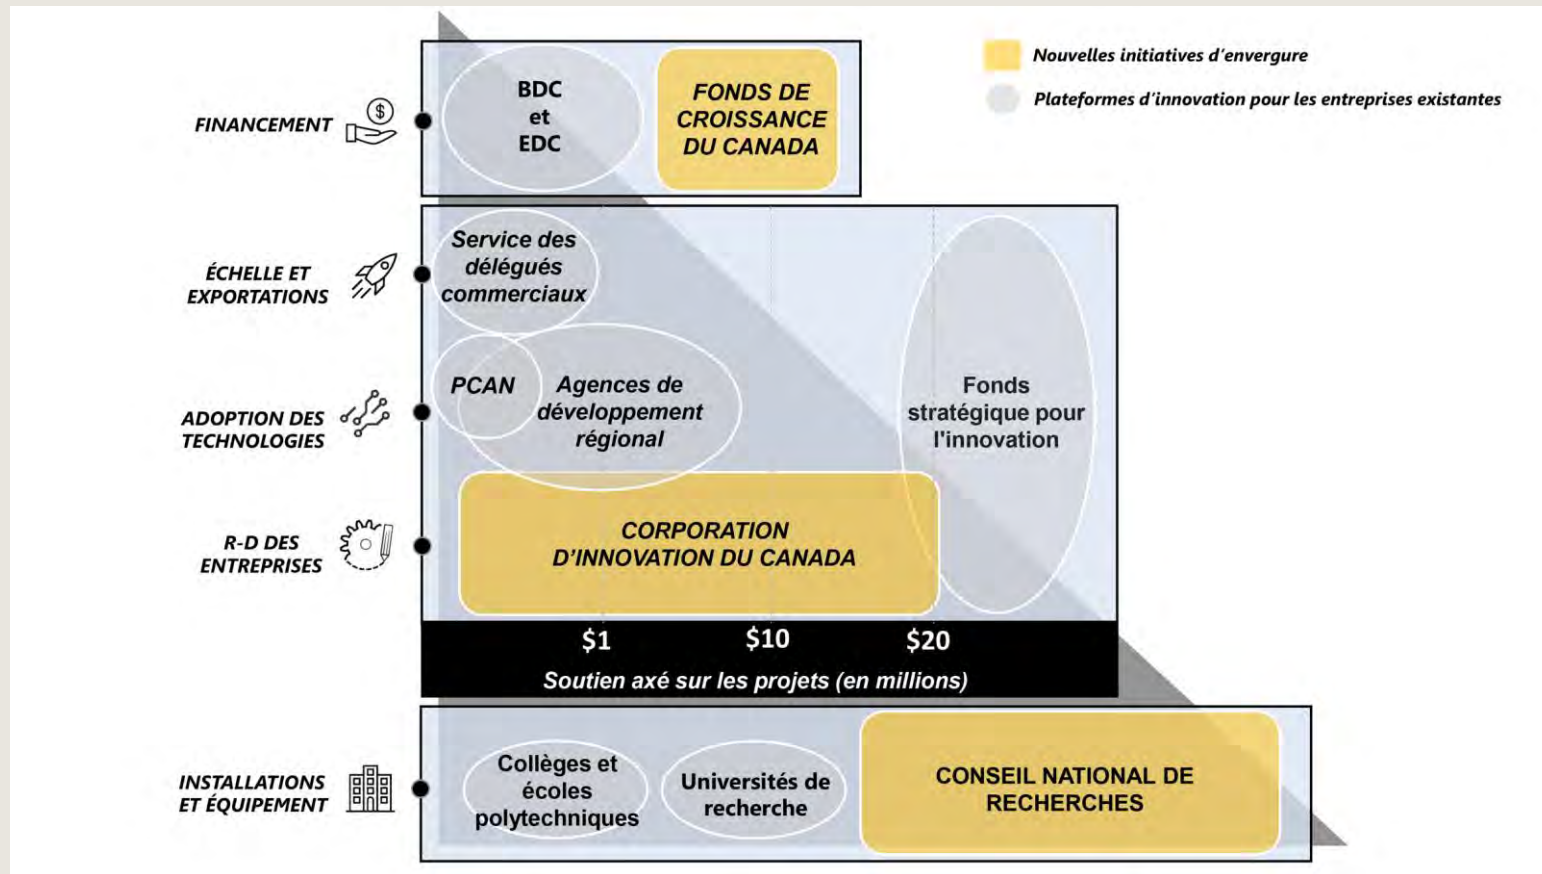 Nouvelles initiatives d'envergure
Plateformes d'innovation pour les entreprises existantes
FINANCEMENT
$
BDC
et
EDC
FONDS DE
CROISSANCE
DU CANADA
ÉCHELLE ET
EXPORTATIONS
Service des
délégués
commerciaux
ADOPTION DES
TECHNOLOGIES
PCAN
Agences de
développement
régional
Fonds
stratégique pour
l'innovation
R-D DES
ENTREPRISES
CORPORATION
D'INNOVATION DU CANADA
$1
$10
$20
Soutien axé sur les projets (en millions)
INSTALLATIONS
ET ÉQUIPEMENT
Collèges et
écoles
polytechniques
Universités de
recherche
CONSEIL NATIONAL DE
RECHERCHES